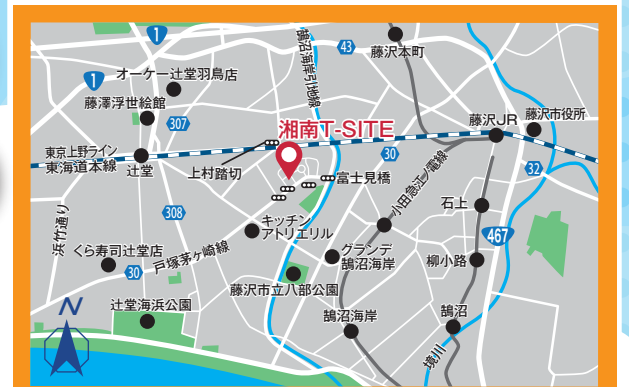 1
鵠沼海岸引地線
43
藤沢本町
1
オーケー辻堂羽鳥店
藤澤浮世絵館
307
湘南T-SITE
藤沢JR
藤沢市役所
東京上野ライン
東海道本線
辻堂
上村踏切
富士見橋
30
小田急江ノ電線
32
浜竹通り
308
石上
キッチン
アトリエリル
467
戸塚茅ヶ崎線
くら寿司辻堂店
30
グランデ
鵠沼海岸
柳小路
藤沢市立八部公園
N
辻堂海浜公園
鵠沼海岸
鵠沼
境川